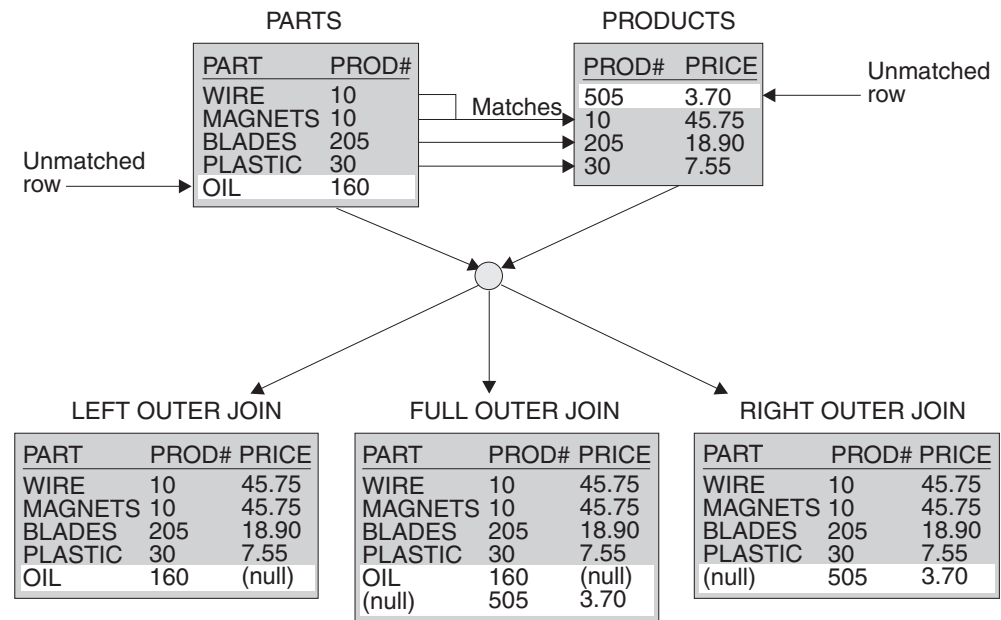 PARTS
PART PROD#
WIRE 10
MAGNETS 10
BLADES 205
PLASTIC 30
OIL 160
Unmatched
row
Matches
PRODUCTS
PROD# PRICE
505 3.70
10 45.75
205 18.90
30 7.55
Unmatched
row
LEFT OUTER JOIN
PART PROD# PRICE
WIRE 10 45.75
MAGNETS 10 45.75
BLADES 205 18.90
PLASTIC 30 7.55
OIL 160 (null)
FULL OUTER JOIN
PART PROD# PRICE
WIRE 10 45.75
MAGNETS 10 45.75
BLADES 205 18.90
PLASTIC 30 7.55
OIL 160 (null)
(null) 505 3.70
RIGHT OUTER JOIN
PART PROD# PRICE
WIRE 10 45.75
MAGNETS 10 45.75
BLADES 205 18.90
PLASTIC 30 7.55
(null) 505 3.70